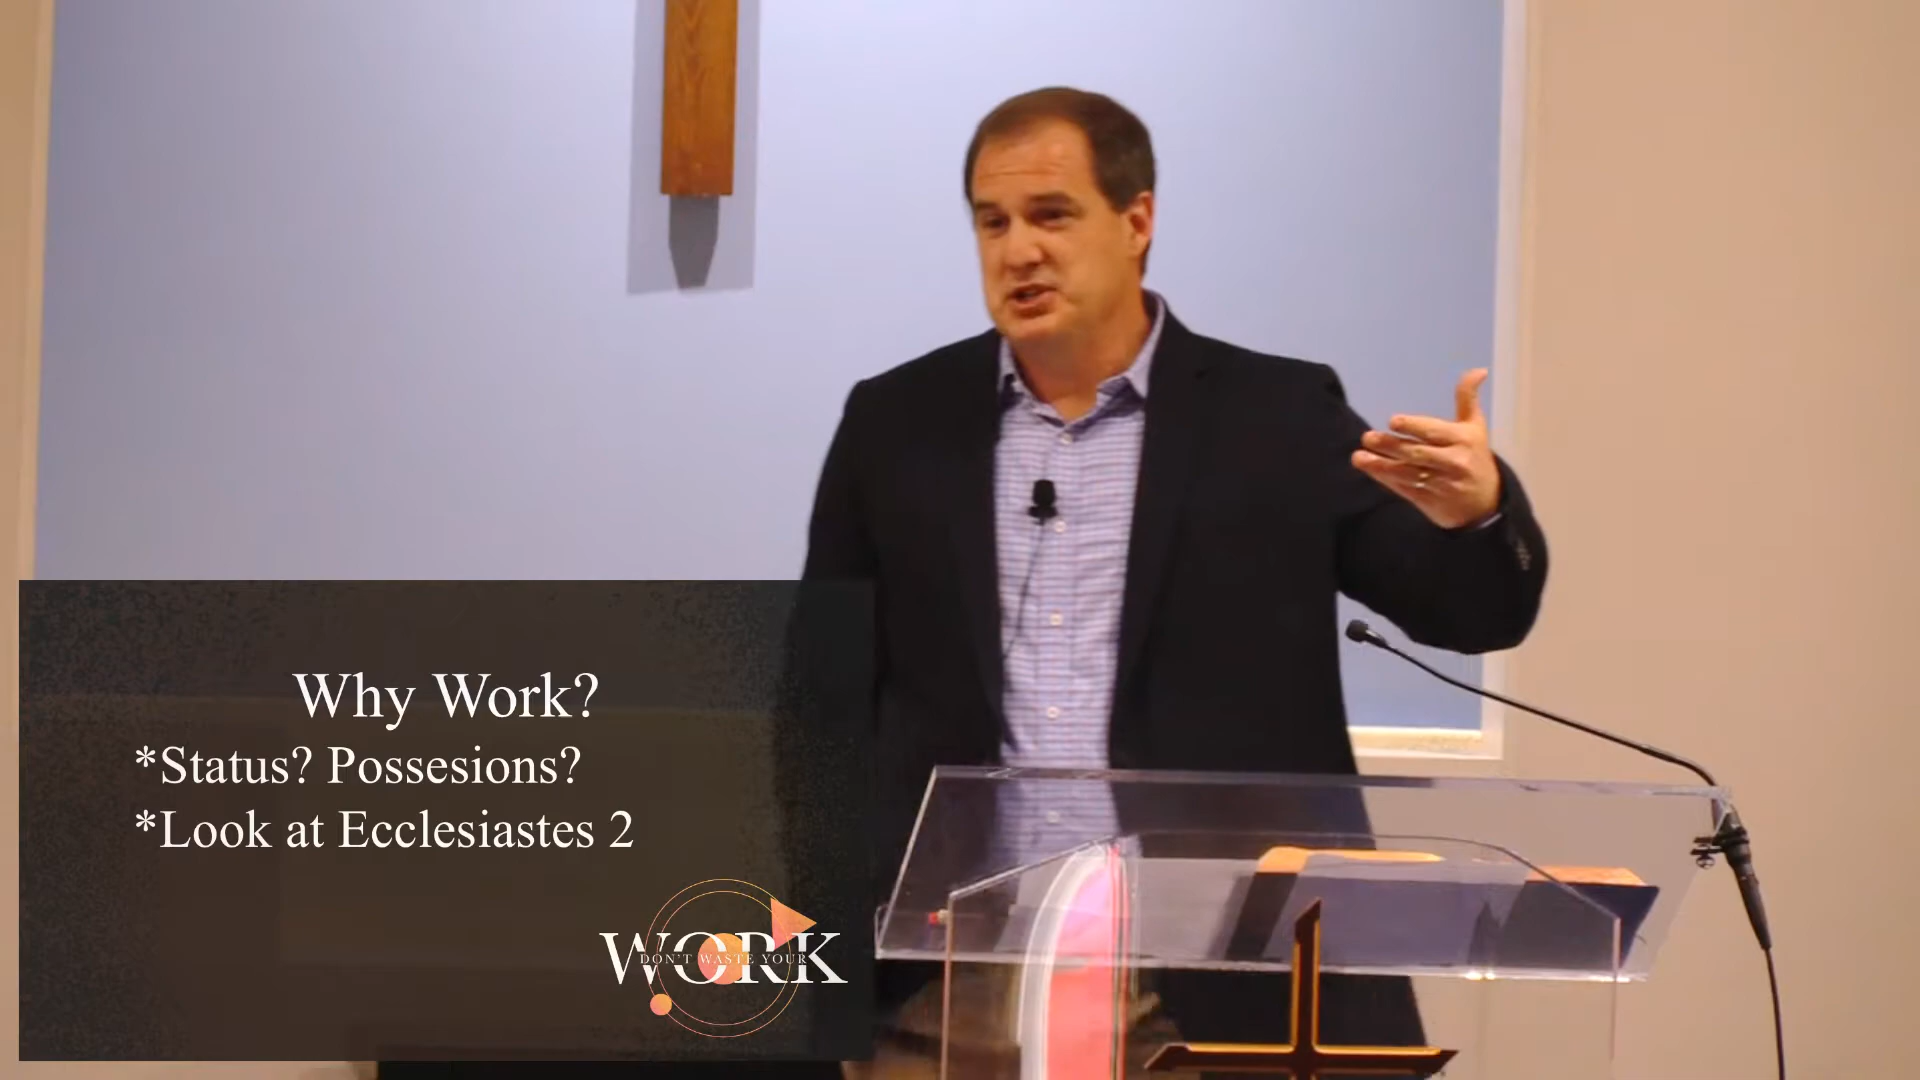 Why Work?
*Status? Possesions?
*Look at Ecclesiastes 2
WORK
DON'T WASTE YOUR